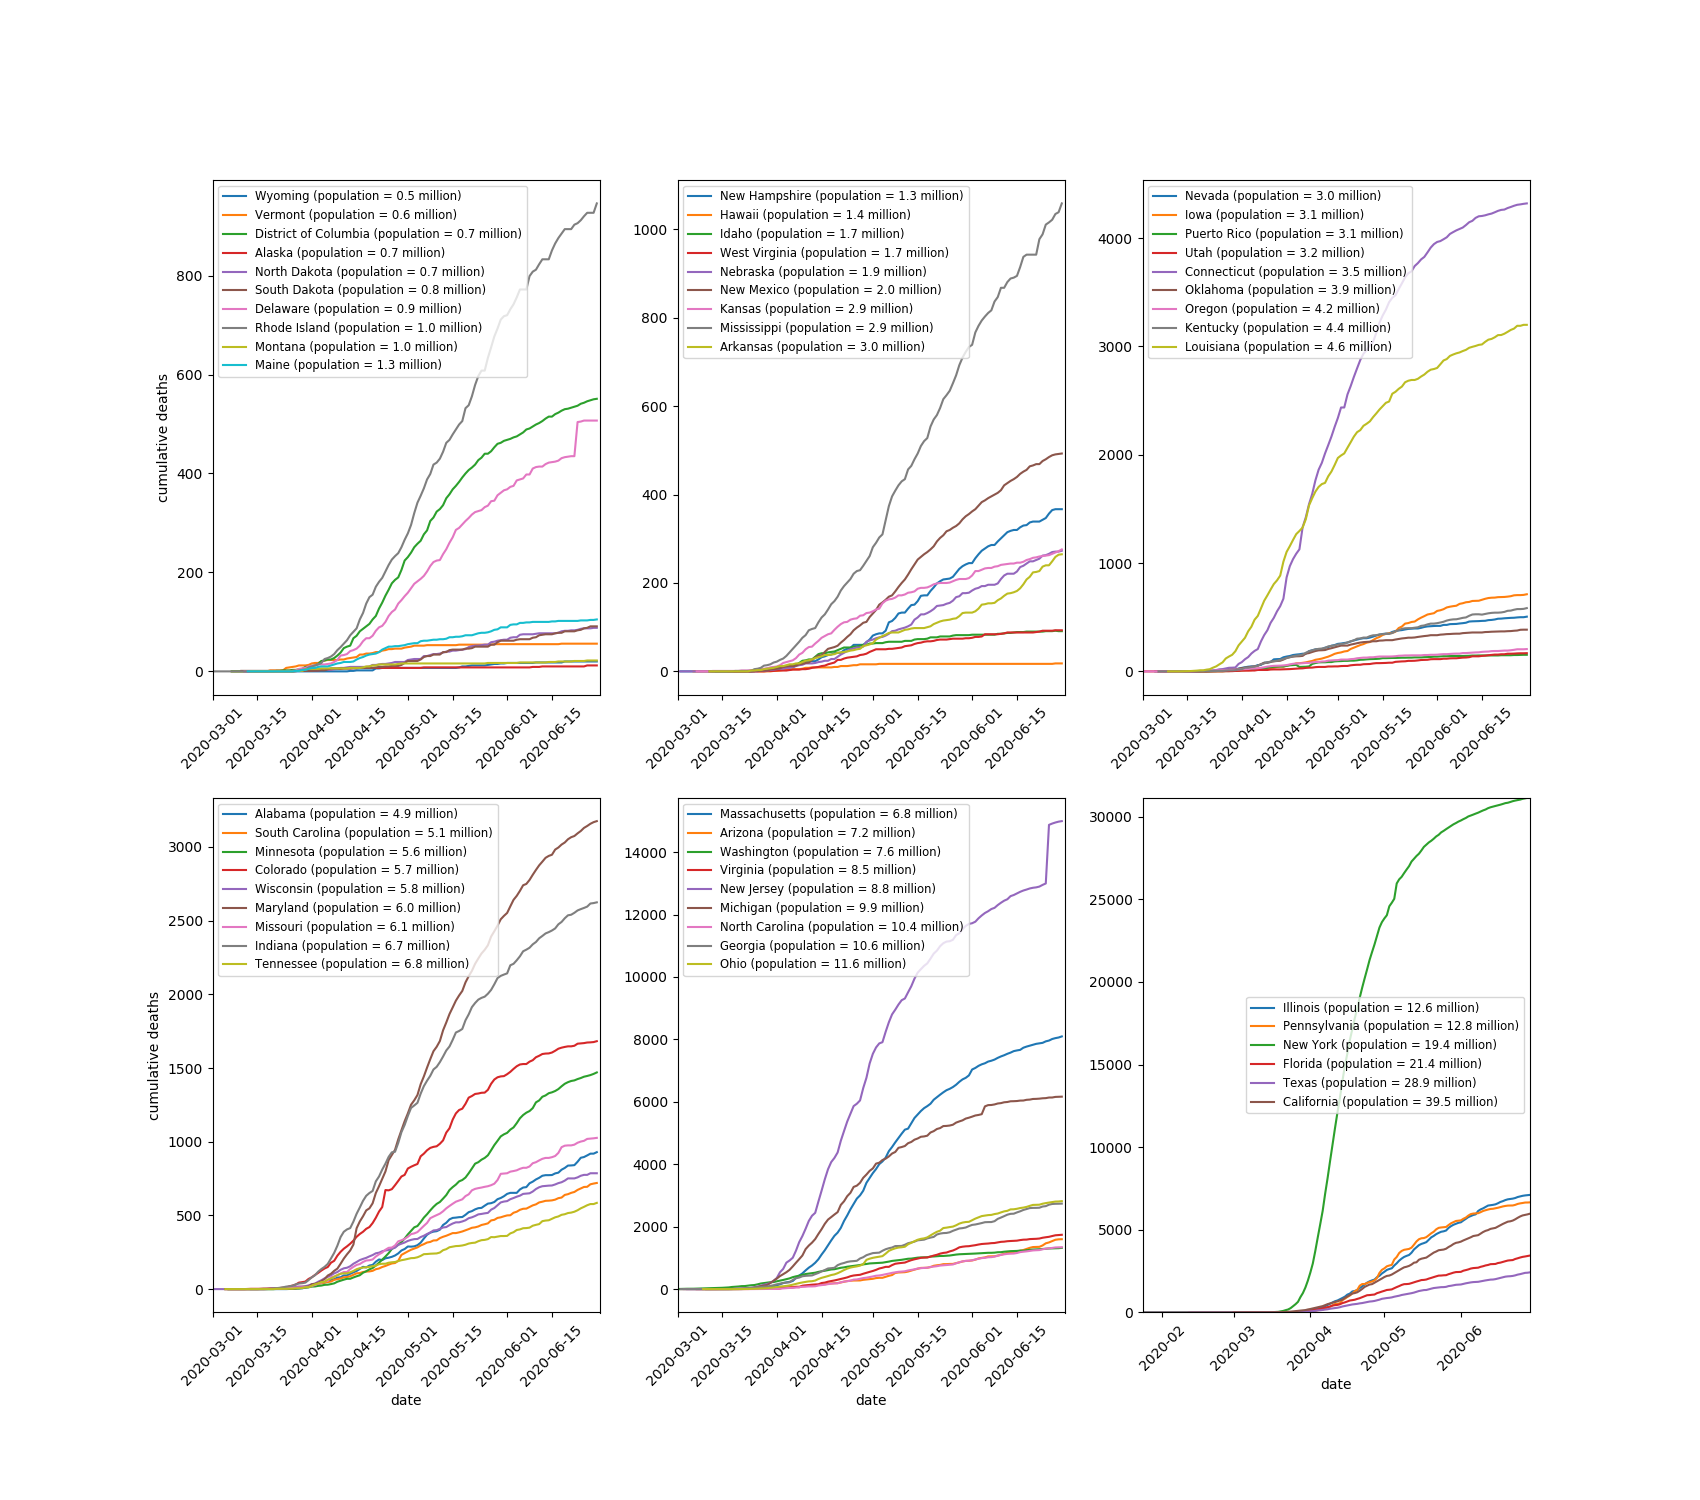 cumulative deaths
800
600
400
200
0
Wyoming (population = 0.5 million)
Vermont (population = 0.6 million)
District of Columbia (population = 0.7 million)
Alaska (population = 0.7 million)
North Dakota (population = 0.7 million)
South Dakota (population = 0.8 million)
Delaware (population = 0.9 million)
Rhode Island (population = 1.0 million)
Montana (population = 1.0 million)
Maine (population = 1.3 million)
2020-03-01
2020-03-15
2020-04-01
2020-04-15
2020-05-01
2020-05-15
2020-06-01
2020-06-15
1000
800
600
400
200
0
New Hampshire (population = 1.3 million)
Hawaii (population = 1.4 million)
Idaho (population = 1.7 million)
West Virginia (population = 1.7 million)
Nebraska (population = 1.9 million)
New Mexico (population = 2.0 million)
Kansas (population = 2.9 million)
Mississippi (population = 2.9 million)
Arkansas (population = 3.0 million)
2020-03-01
2020-03-15
2020-04-01
2020-04-15
2020-05-01
2020-05-15
2020-06-01
2020-06-15
4000
3000
2000
1000
0
Nevada (population = 3.0 million)
Iowa (population = 3.1 million)
Puerto Rico (population = 3.1 million)
Utah (population = 3.2 million)
Connecticut (population = 3.5 million)
Oklahoma (population = 3.9 million)
Oregon (population = 4.2 million)
Kentucky (population = 4.4 million)
Louisiana (population = 4.6 million)
2020-03-01
2020-03-15
2020-04-01
2020-04-15
2020-05-01
2020-05-15
2020-06-01
2020-06-15
cumulative deaths
3000
2500
2000
1500
1000
500
0
Alabama (population = 4.9 million)
South Carolina (population = 5.1 million)
Minnesota (population = 5.6 million)
Colorado (population = 5.7 million)
Wisconsin (population = 5.8 million)
Maryland (population = 6.0 million)
Missouri (population = 6.1 million)
Indiana (population = 6.7 million)
Tennessee (population = 6.8 million)
2020-03-01
2020-03-15
2020-04-01
2020-04-15
2020-05-01
2020-05-15
2020-06-01
2020-06-15
date
14000
12000
10000
8000
6000
4000
2000
0
Massachusetts (population = 6.8 million)
Arizona (population = 7.2 million)
Washington (population = 7.6 million)
Virginia (population = 8.5 million)
New Jersey (population = 8.8 million)
Michigan (population = 9.9 million)
North Carolina (population = 10.4 million)
Georgia (population = 10.6 million)
Ohio (population = 11.6 million)
2020-03-01
2020-03-15
2020-04-01
2020-04-15
2020-05-01
2020-05-15
2020-06-01
2020-06-15
date
30000
25000
20000
15000
10000
5000
0
Illinois (population = 12.6 million)
Pennsylvania (population = 12.8 million)
New York (population = 19.4 million)
Florida (population = 21.4 million)
Texas (population = 28.9 million)
California (population = 39.5 million)
2020-02
2020-03
2020-04
2020-05
2020-06
date